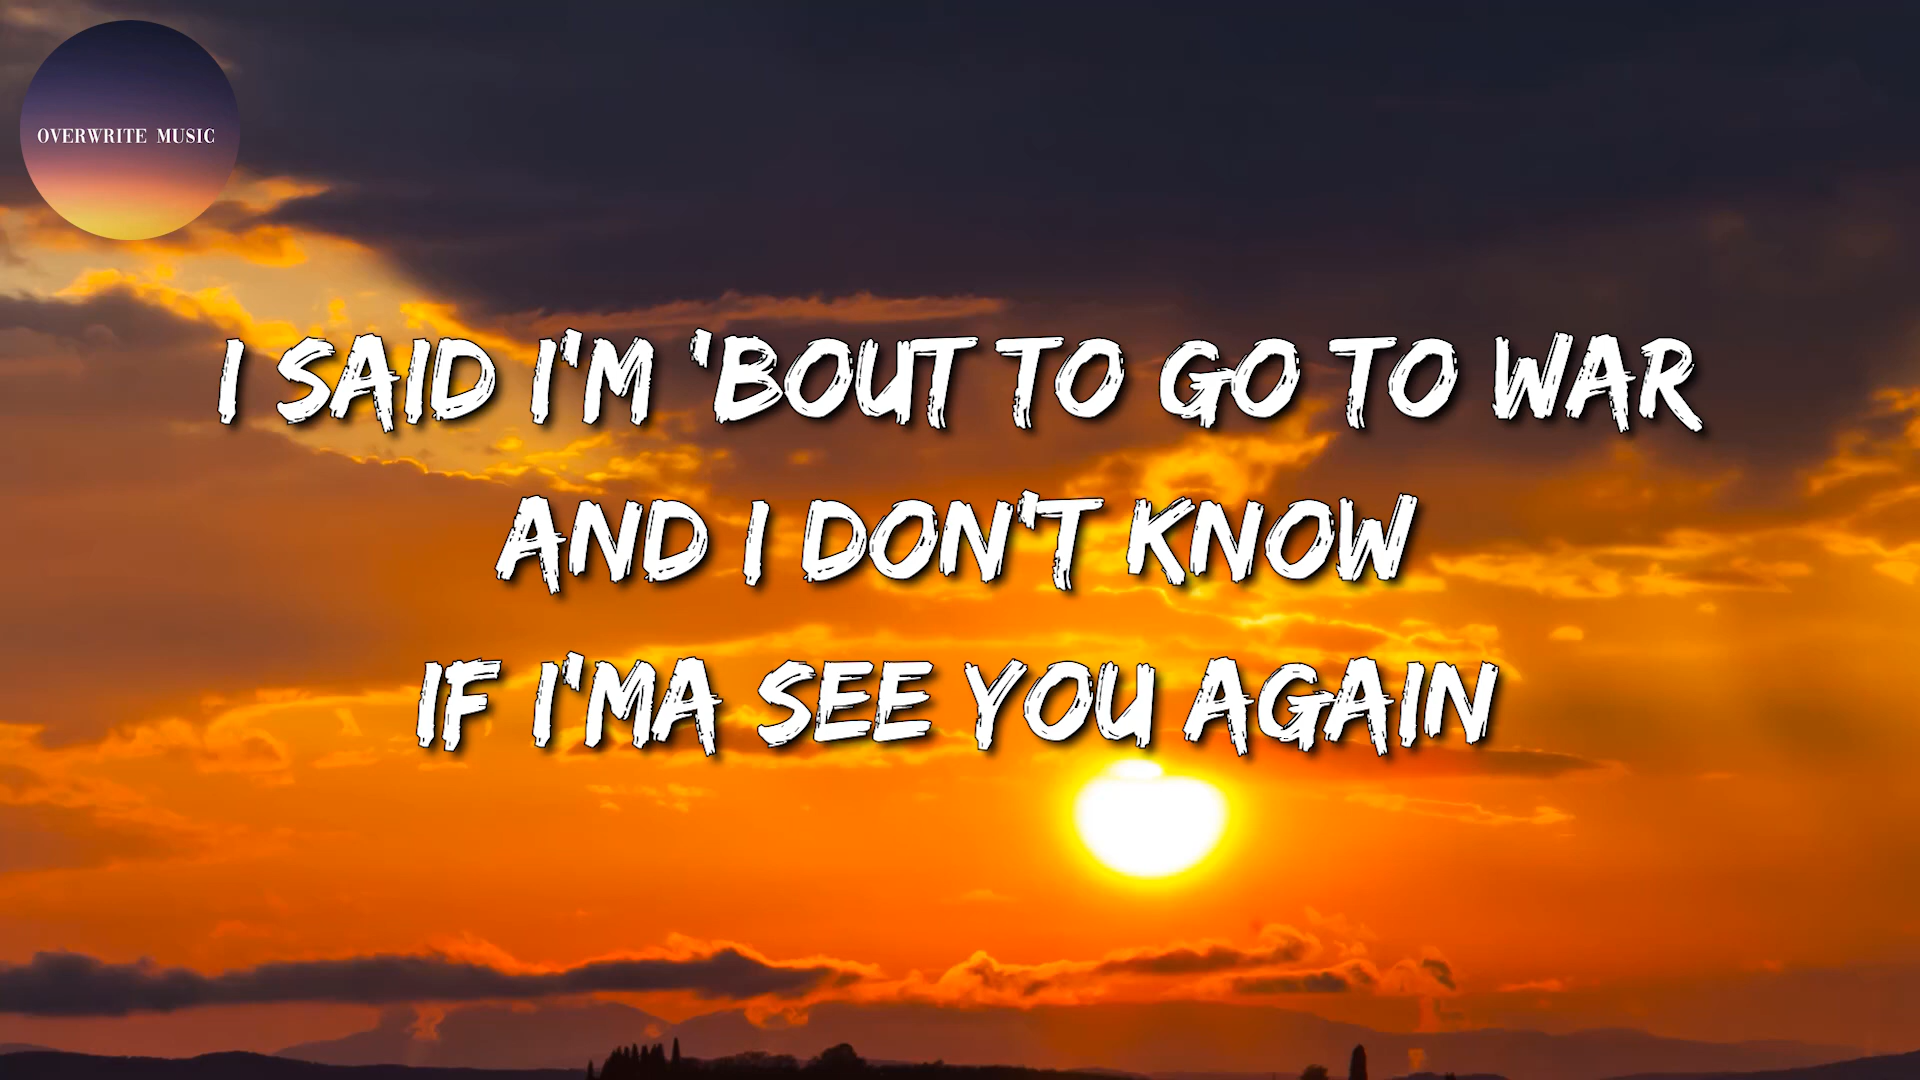 OVERWRITE MUSIC
I SAID I'M 'BOUT TO GO TO WAR
AND I DON'T KNOW
IF I'MA SEE YOU AGAIN